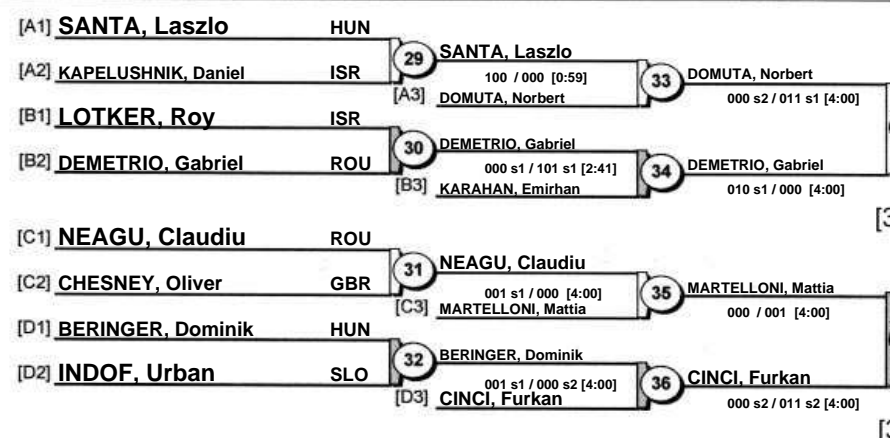 [A1] SANTA, Laszlo HUN
29 SANTA, Laszlo
[A2] KAPELUSHNIK, Daniel ISR
100 / 000 [0:59]
33 DOMUTA, Norbert
[A3] DOMUTA, Norbert
000 s2 / 011 s1 [4:00]
[B1] LOTKER, Roy ISR
30 DEMETRIO, Gabriel
[B2] DEMETRIO, Gabriel ROU
000 s1 / 101 s1 [2:41]
34 DEMETRIO, Gabriel
[B3] KARAHAN, Emirhan
010 s1 / 000 [4:00]
[3
[C1] NEAGU, Claudiu ROU
31 NEAGU, Claudiu
[C2] CHESNEY, Oliver GBR
001 s1 / 000 [4:00]
35 MARTELLONI, Mattia
[C3] MARTELLONI, Mattia
000 / 001 [4:00]
[D1] BERINGER, Dominik HUN
32 BERINGER, Dominik
[D2] INDOF, Urban SLO
001 s1 / 000 s2 [4:00]
36 CINCI, Furkan
[D3] CINCI, Furkan
000 s2 / 011 s2 [4:00]